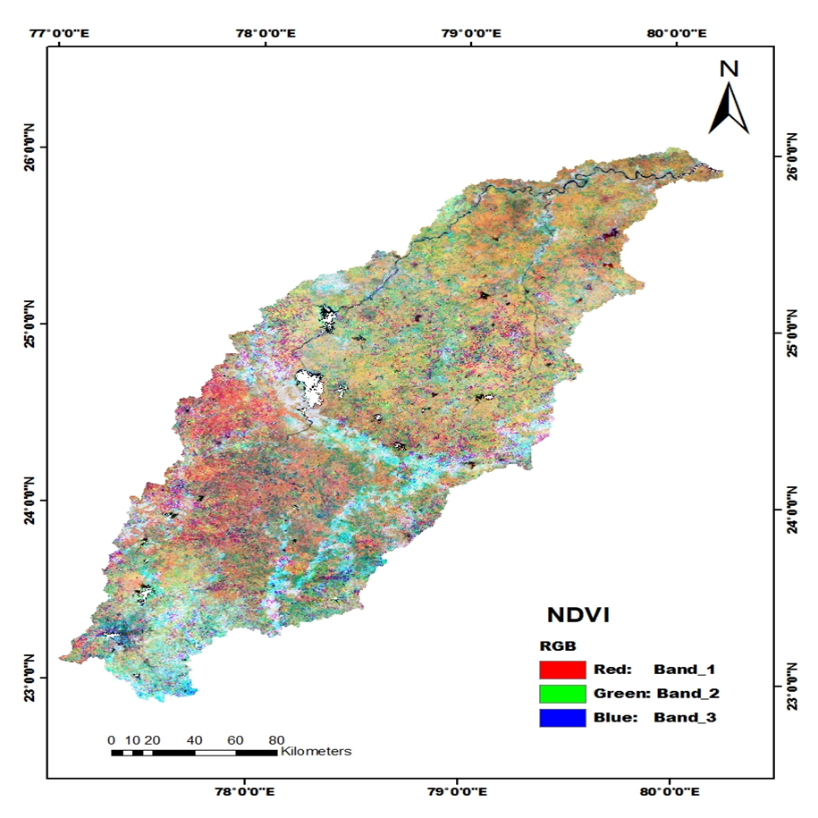 77°0'0"E 78°0'0"E 79°0'0"E 80°0'0"E
N
26°0'0"N 26°0'0"N
25°0'0"N 25°0'0"N
24°0'0"N 24°0'0"N
23°0'0"N 23°0'0"N
NDVI
RGB
Red: Band_1
Green: Band_2
Blue: Band_3
0 10 20 40 60 80
Kilometers
78°0'0"E 79°0'0"E 80°0'0"E